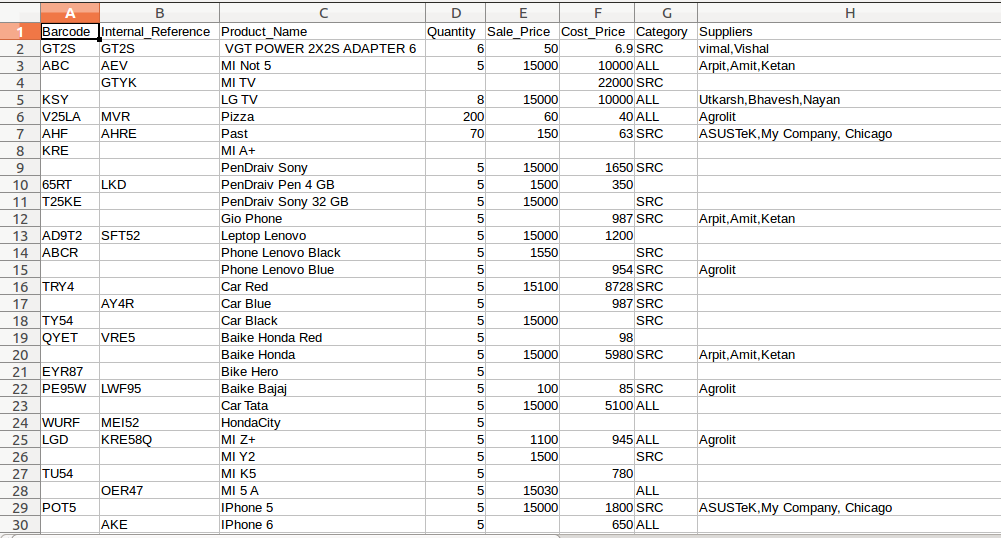 A B C D E F G H
1 Barcode Internal_Reference Product_Name Quantity Sale_Price Cost_Price Category Suppliers
2 GT2S GT2S VGT POWER 2X2S ADAPTER 6 6 50 6.9 SRC vimal,Vishal
3 ABC AEV MI Not 5 5 15000 10000 ALL Arpit,Amit,Ketan
4 GTYK MI TV 22000 SRC
5 KSY LG TV 8 15000 10000 ALL Utkarsh,Bhavesh,Nayan
6 V25LA MVR Pizza 200 60 40 ALL Agrolit
7 AHF AHRE Past 70 150 63 SRC ASUSTeK,My Company, Chicago
8 KRE MI A+
9 PenDraiv Sony 5 15000 1650 SRC
10 65RT LKD PenDraiv Pen 4 GB 5 1500 350
11 T25KE PenDraiv Sony 32 GB 5 15000 SRC
12 Gio Phone 5 987 SRC Arpit,Amit,Ketan
13 AD9T2 SFT52 Leptop Lenovo 5 15000 1200
14 ABCR Phone Lenovo Black 5 1550 SRC
15 Phone Lenovo Blue 5 954 SRC Agrolit
16 TRY4 Car Red 5 15100 8728 SRC
17 AY4R Car Blue 5 987 SRC
18 TY54 Car Black 5 15000 SRC
19 QYET VRE5 Baike Honda Red 5 98
20 Baike Honda 5 15000 5980 SRC Arpit,Amit,Ketan
21 EYR87 Bike Hero 5
22 PE95W LWF95 Baike Bajaj 5 100 85 SRC Agrolit
23 Car Tata 5 15000 5100 ALL
24 WURF MEI52 HondaCity 5
25 LGD KRE58Q MI Z+ 5 1100 945 ALL Agrolit
26 MI Y2 5 1500 SRC
27 TU54 MI K5 5 780
28 OER47 MI 5 A 5 15030 ALL
29 POT5 IPhone 5 5 15000 1800 SRC ASUSTeK,My Company, Chicago
30 AKE IPhone 6 5 650 ALL